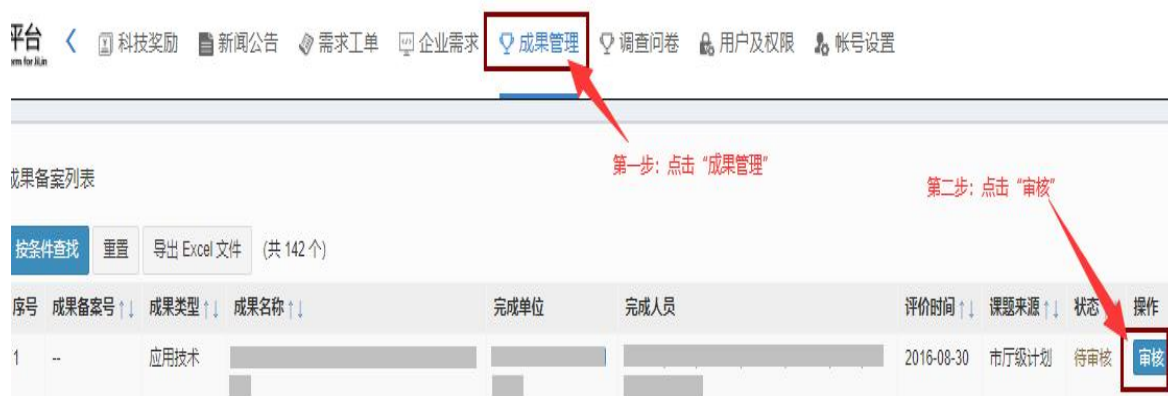 平台 科技奖励 新闻公告 需求工单 企业需求 成果管理 调查问卷 用户及权限 帐号设置
第一步：点击“成果管理”
第二步：点击“审核”
成果备案列表
按条件查找 重置 导出 Excel 文件 (共 142 个)
序号 成果备案号↑↓ 成果类型↑↓ 成果名称↑↓ 完成单位 完成人员 评价时间↑↓ 课题来源↑↓ 状态 操作
1 -- 应用技术 2016-08-30 市厅级计划 待审核 审核